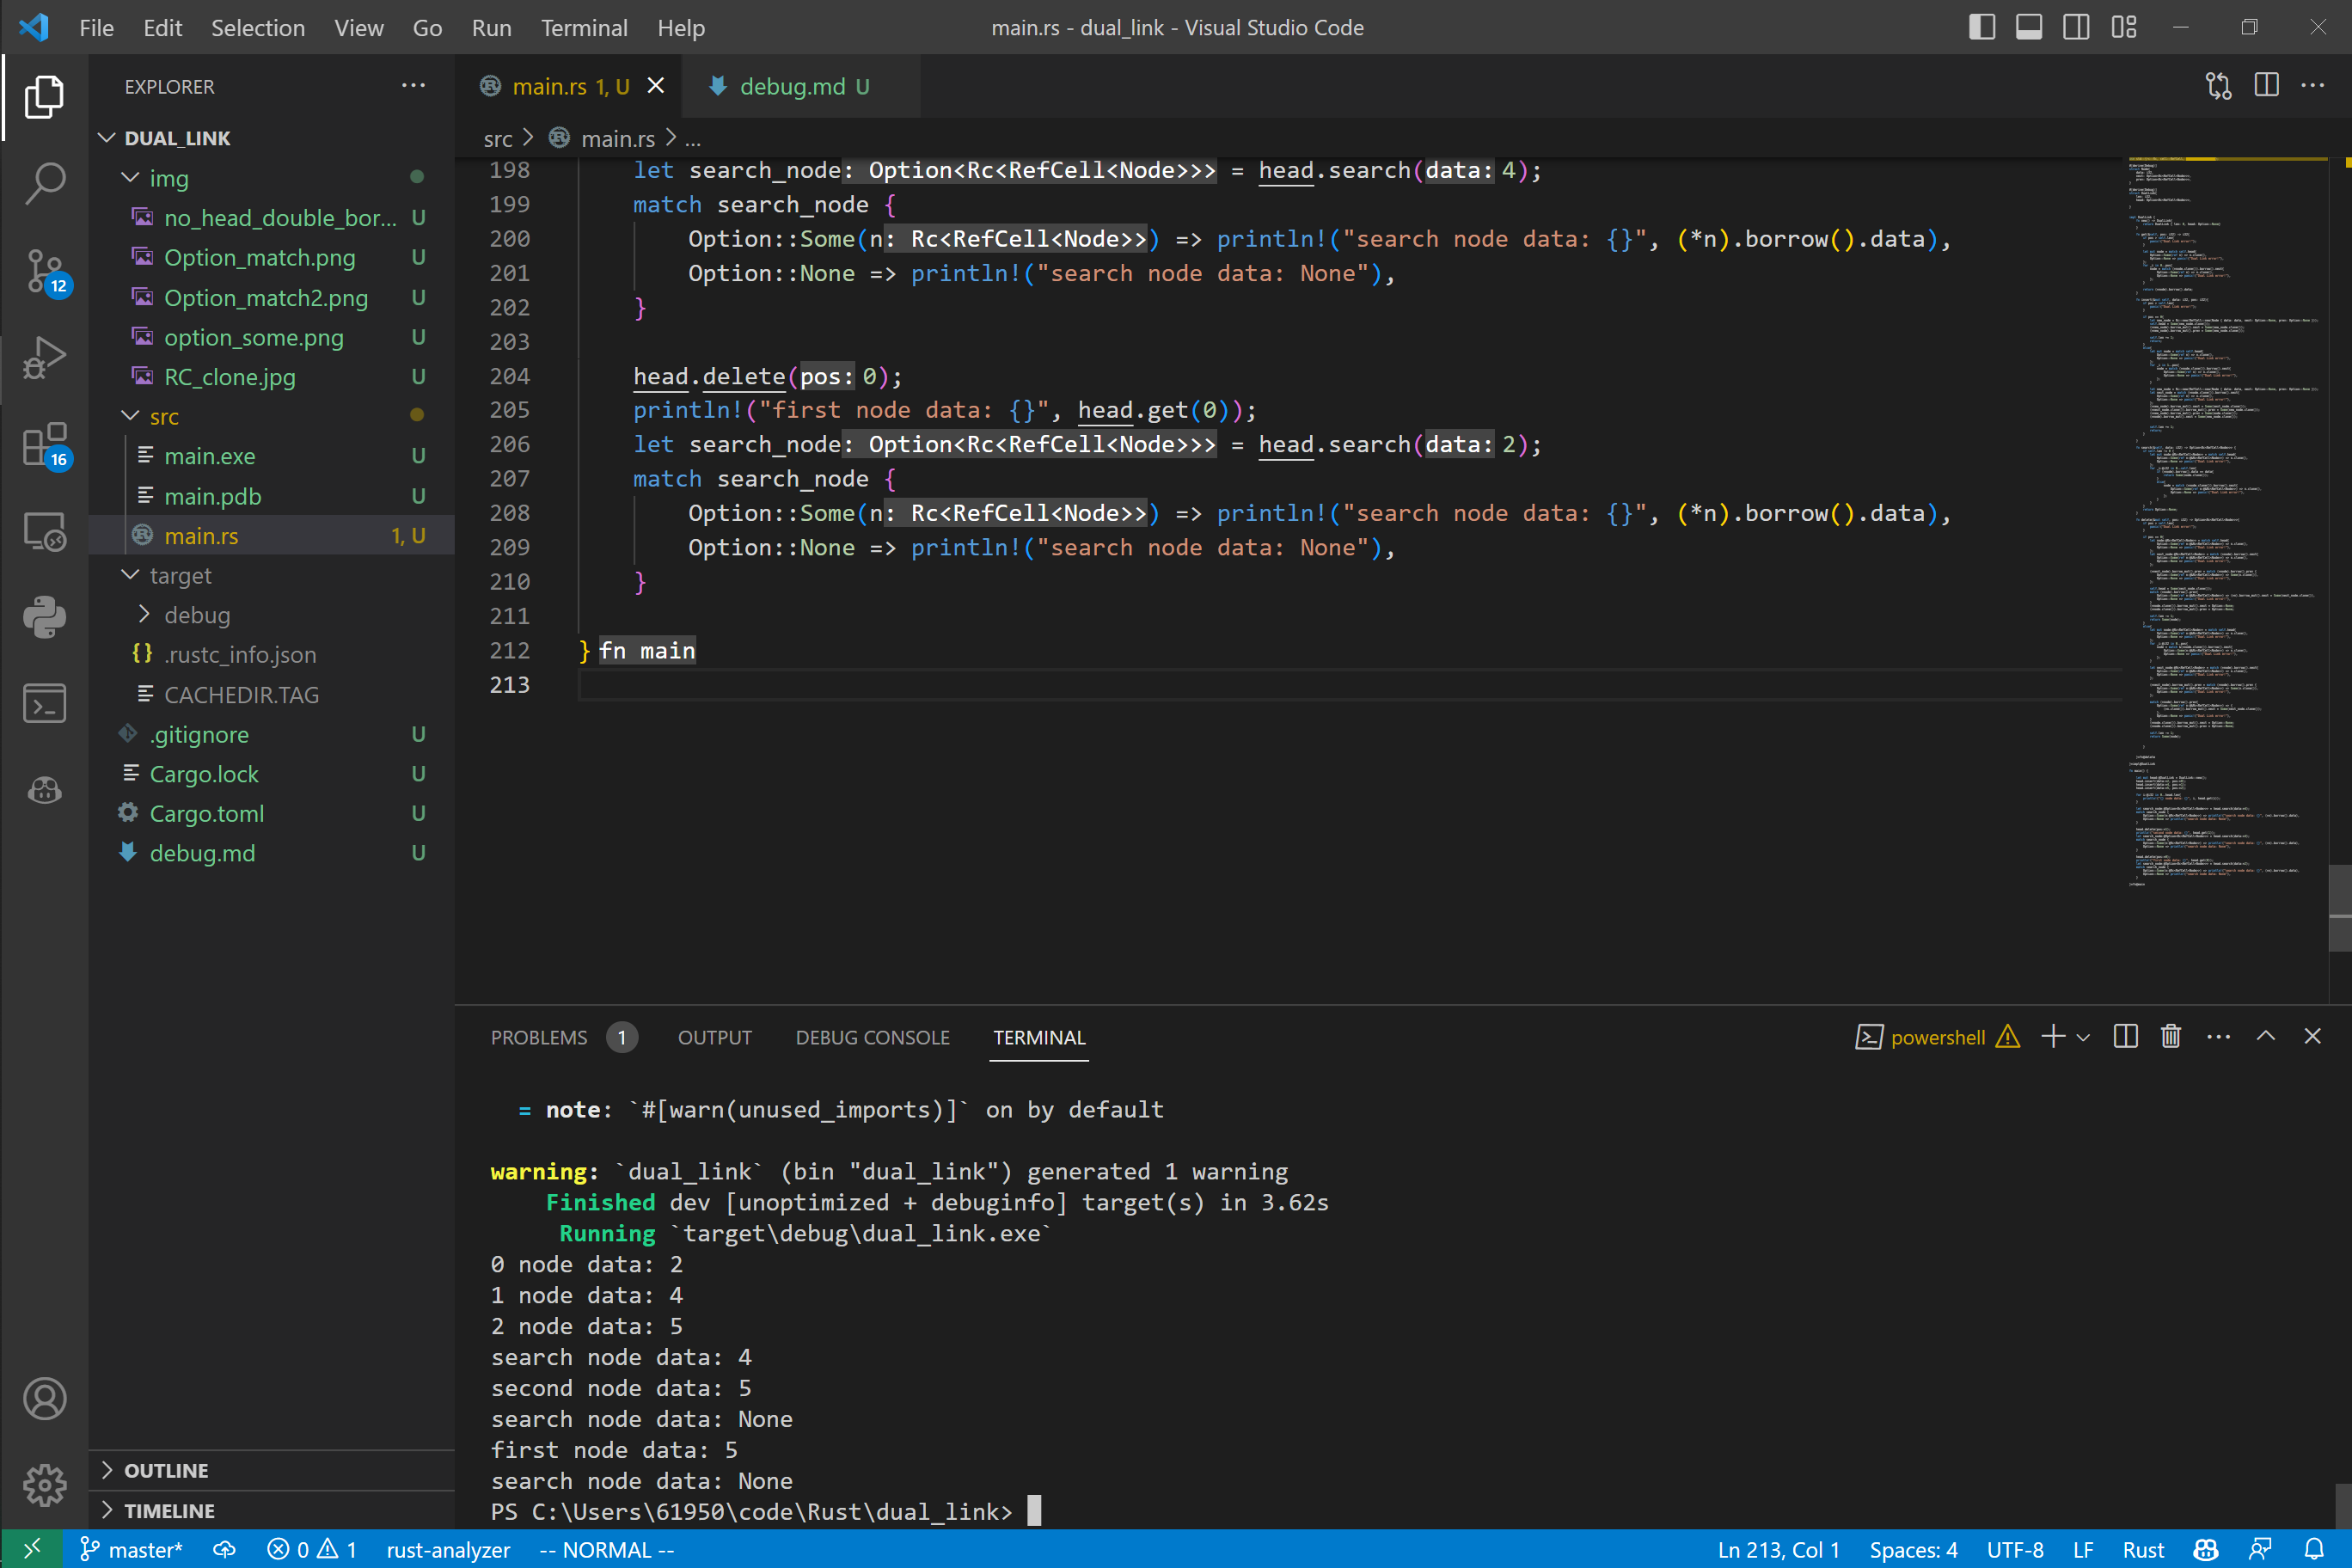 File Edit Selection View Go Run Terminal Help
main.rs - dual_link - Visual Studio Code
EXPLORER
DUAL_LINK
img
no_head_double_bor... U
Option_match.png U
Option_match2.png U
option_some.png U
RC_clone.jpg U
src
main.exe U
main.pdb U
main.rs 1, U
target
debug
{} .rustc_info.json
CACHEDIR.TAG
.gitignore U
Cargo.lock U
Cargo.toml U
debug.md U
OUTLINE
TIMELINE
12
16
main.rs 1, U
debug.md U
src > main.rs > ...
198 let search_node: Option<Rc<RefCell<Node>>> = head.search(data: 4);
199 match search_node {
200 Option::Some(n: Rc<RefCell<Node>>) => println!("search node data: {}", (*n).borrow().data),
201 Option::None => println!("search node data: None"),
202 }
203
204 head.delete(pos: 0);
205 println!("first node data: {}", head.get(0));
206 let search_node: Option<Rc<RefCell<Node>>> = head.search(data: 2);
207 match search_node {
208 Option::Some(n: Rc<RefCell<Node>>) => println!("search node data: {}", (*n).borrow().data),
209 Option::None => println!("search node data: None"),
210 }
211
212 } fn main
213
PROBLEMS 1 OUTPUT DEBUG CONSOLE TERMINAL
powershell
= note: `#[warn(unused_imports)]` on by default
warning: `dual_link` (bin "dual_link") generated 1 warning
Finished dev [unoptimized + debuginfo] target(s) in 3.62s
Running `target\debug\dual_link.exe`
0 node data: 2
1 node data: 4
2 node data: 5
search node data: 4
second node data: 5
search node data: None
first node data: 5
search node data: None
PS C:\Users\61950\code\Rust\dual_link>
master* 0 1 rust-analyzer -- NORMAL --
Ln 213, Col 1 Spaces: 4 UTF-8 LF Rust